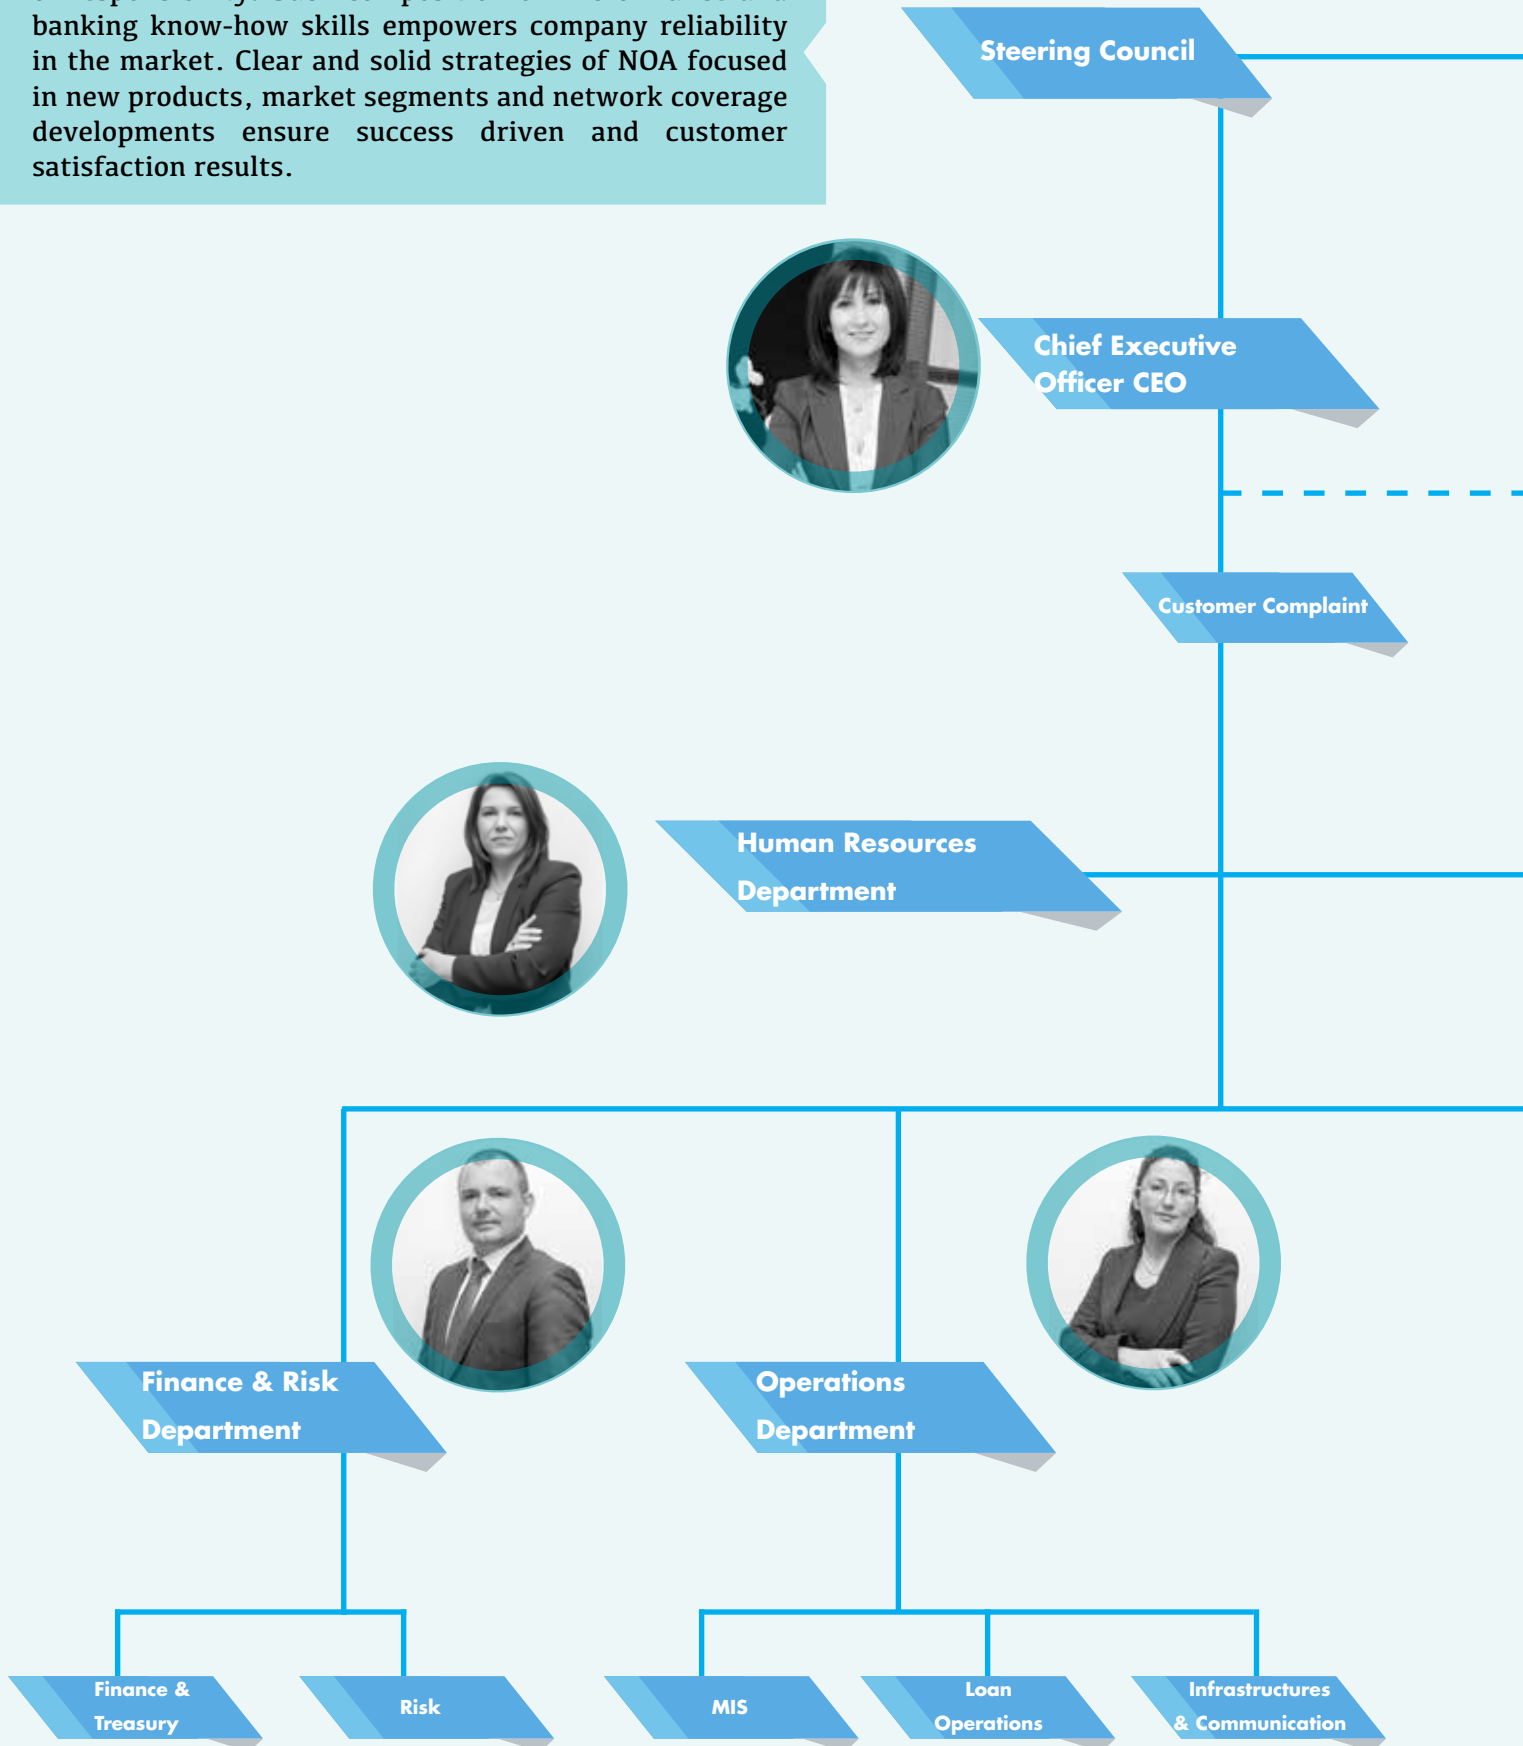 banking know-how skills empowers company reliability
in the market. Clear and solid strategies of NOA focused
in new products, market segments and network coverage
developments ensure success driven and customer
satisfaction results.
Steering Council
Chief Executive
Officer CEO
Customer Complaint
Human Resources
Department
Finance & Risk
Department
Operations
Department
Finance &
Treasury
Risk
MIS
Loan
Operations
Infrastructures
& Communication